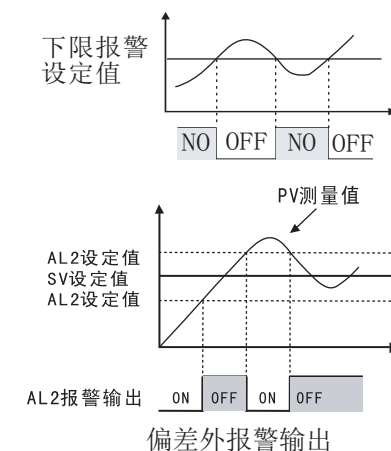 下限报警
设定值
NO OFF NO OFF
PV测量值
AL2设定值
SV设定值
AL2设定值
AL2报警输出 ON OFF ON OFF
偏差外报警输出